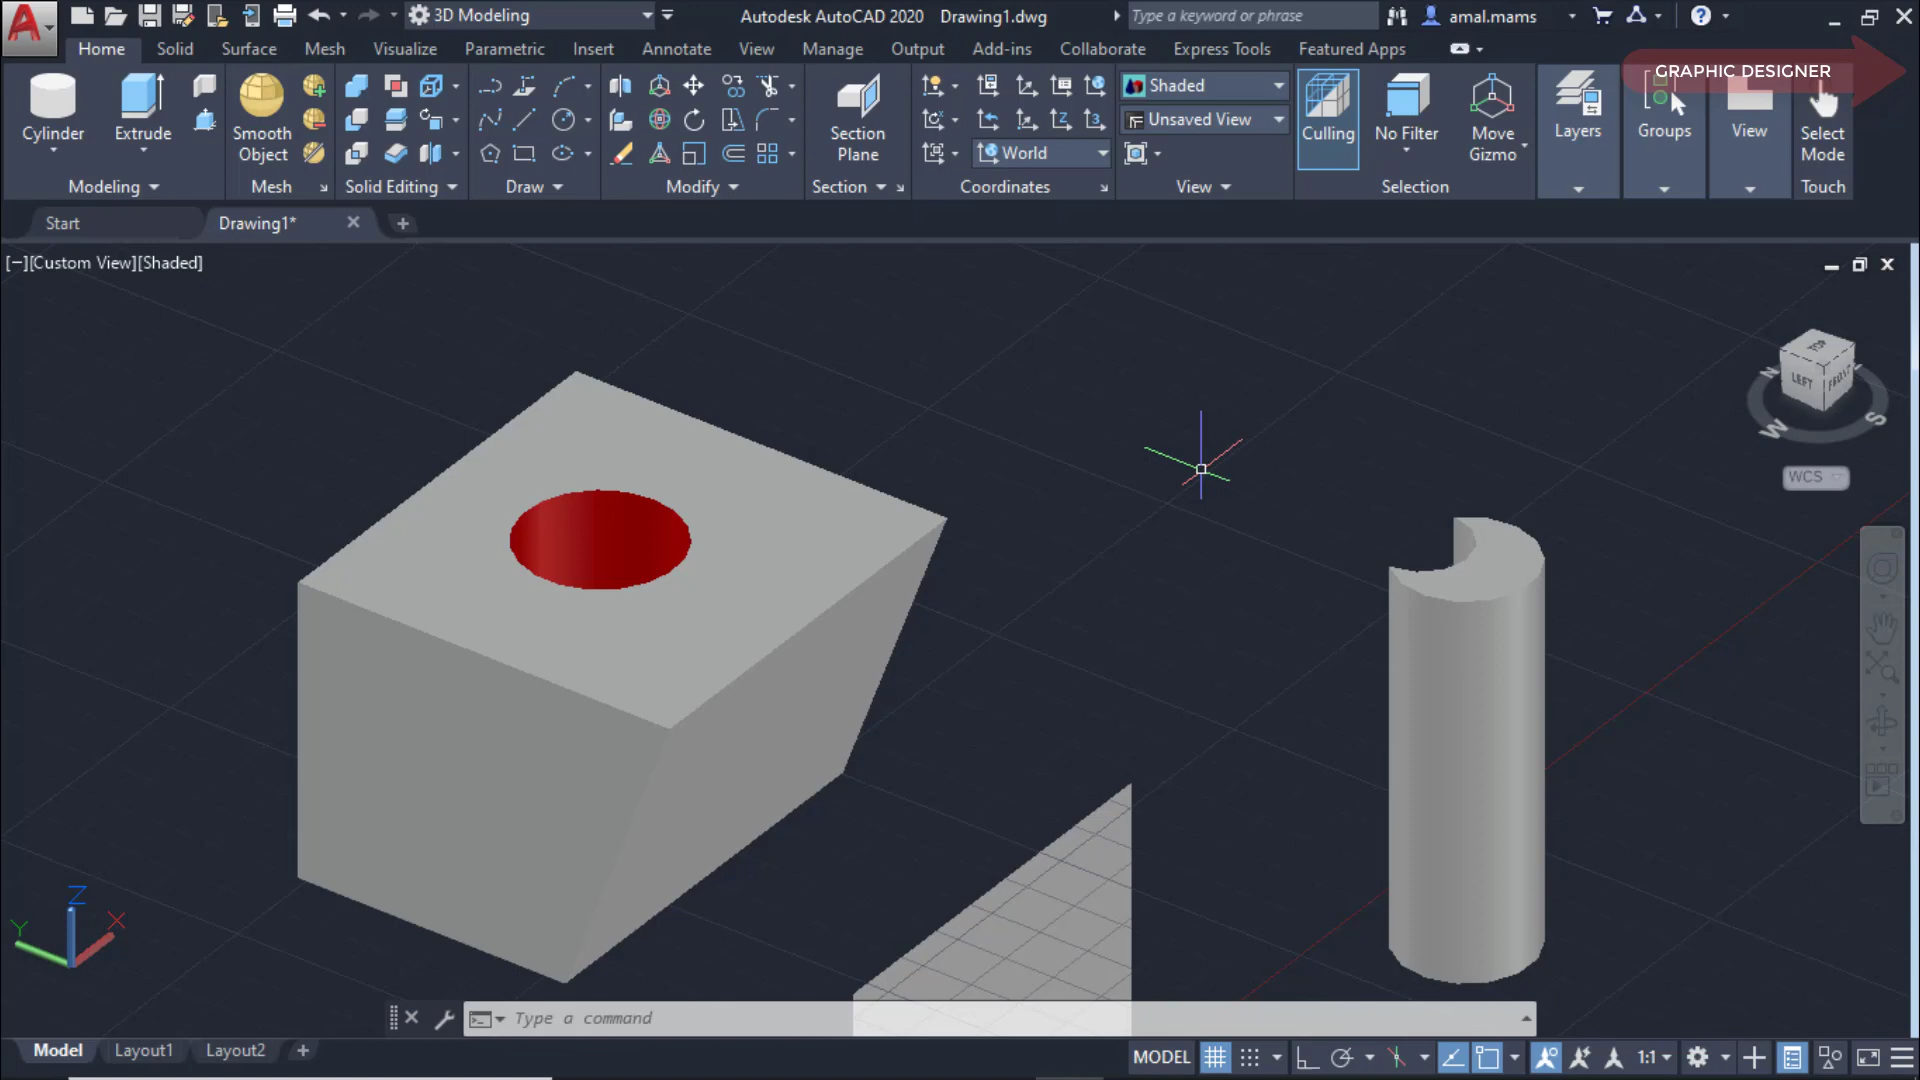 3D Modeling
Autodesk AutoCAD 2020 Drawing1.dwg
Type a keyword or phrase
amal.mams
Home Solid Surface Mesh Visualize Parametric Insert Annotate View Manage Output Add-ins Collaborate Express Tools Featured Apps
GRAPHIC DESIGNER
Shaded
Unsaved View
World
Cylinder
Extrude
Smooth
Object
Section
Plane
Culling
No Filter
Move
Gizmo
Layers
Groups
View
Select
Mode
Modeling
Mesh
Solid Editing
Draw
Modify
Section
Coordinates
View
Selection
Touch
Start
Drawing1*
[−][Custom View][Shaded]
TOP
LEFT
FRONT
N
W
S
WCS
Z
Y
X
Type a command
Model
Layout1
Layout2
MODEL
1:1